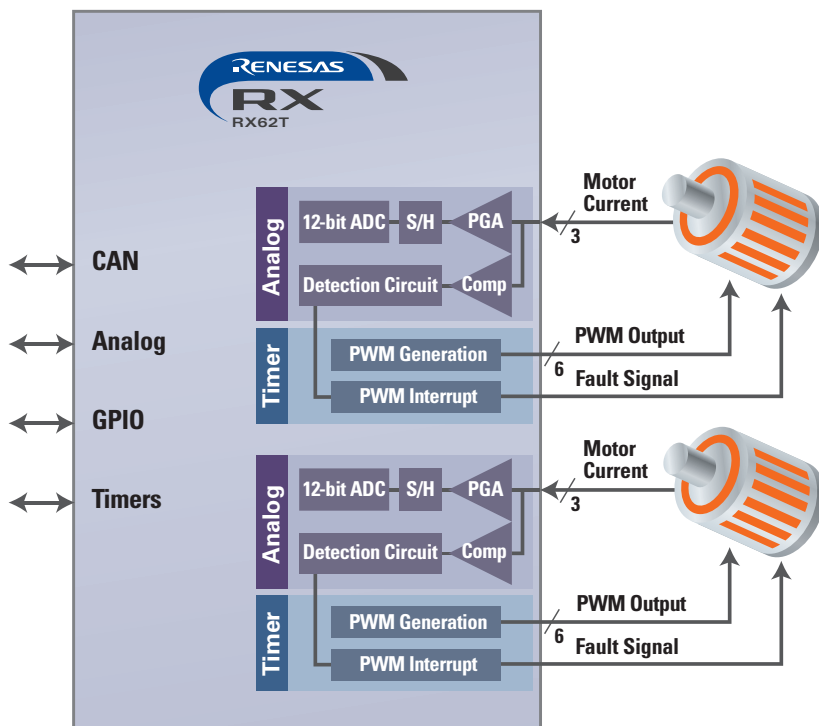 RENESAS
RX
RX62T
CAN
Analog
GPIO
Timers
Analog
12-bit ADC
S/H
PGA
Detection Circuit
Comp
Timer
PWM Generation
PWM Interrupt
Motor
Current
3
PWM Output
6
Fault Signal
Analog
12-bit ADC
S/H
PGA
Detection Circuit
Comp
Timer
PWM Generation
PWM Interrupt
Motor
Current
3
PWM Output
6
Fault Signal